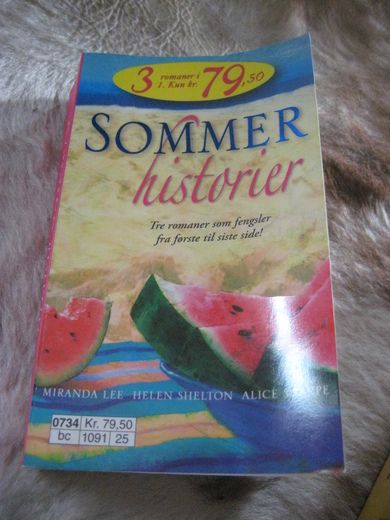 3 romaner i
1. Kun kr. 79,50
SOMMER
historier
Tre romaner som fengsler
fra første til siste side!
MIRANDA LEE HELEN SHELTON ALICE
0734 Kr. 79,50
bc 1091 25